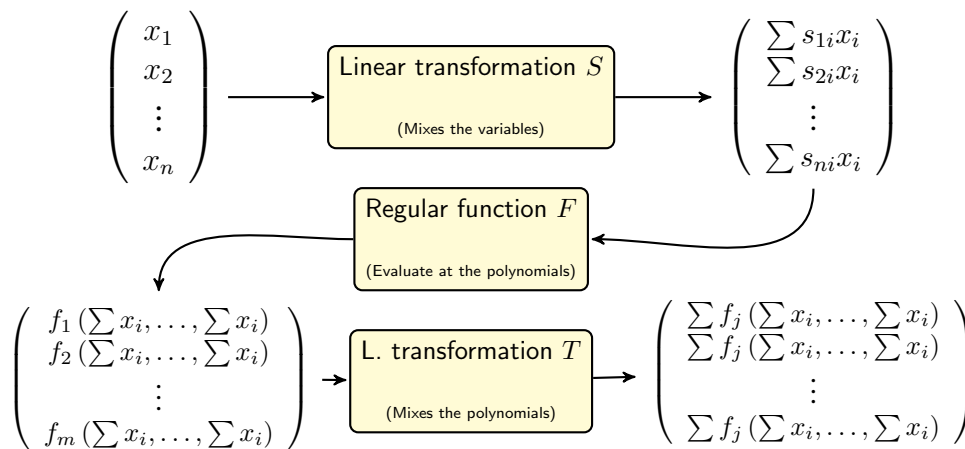 x_1
x_2
⋮
x_n
Linear transformation S
(Mixes the variables)
∑ s_{1i}x_i
∑ s_{2i}x_i
⋮
∑ s_{ni}x_i
Regular function F
(Evaluate at the polynomials)
f_1 (∑ x_i, …, ∑ x_i)
f_2 (∑ x_i, …, ∑ x_i)
⋮
f_m (∑ x_i, …, ∑ x_i)
L. transformation T
(Mixes the polynomials)
∑ f_j (∑ x_i, …, ∑ x_i)
∑ f_j (∑ x_i, …, ∑ x_i)
⋮
∑ f_j (∑ x_i, …, ∑ x_i)